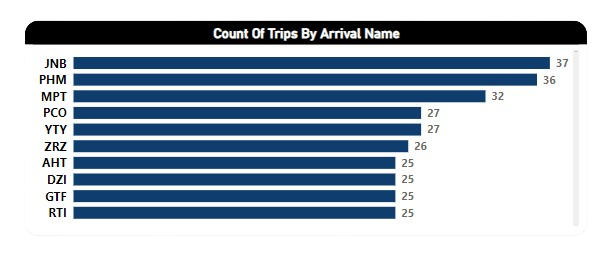 Count Of Trips By Arrival Name
JNB 37
PHM 36
MPT 32
PCO 27
YTY 27
ZRZ 26
AHT 25
DZI 25
GTF 25
RTI 25